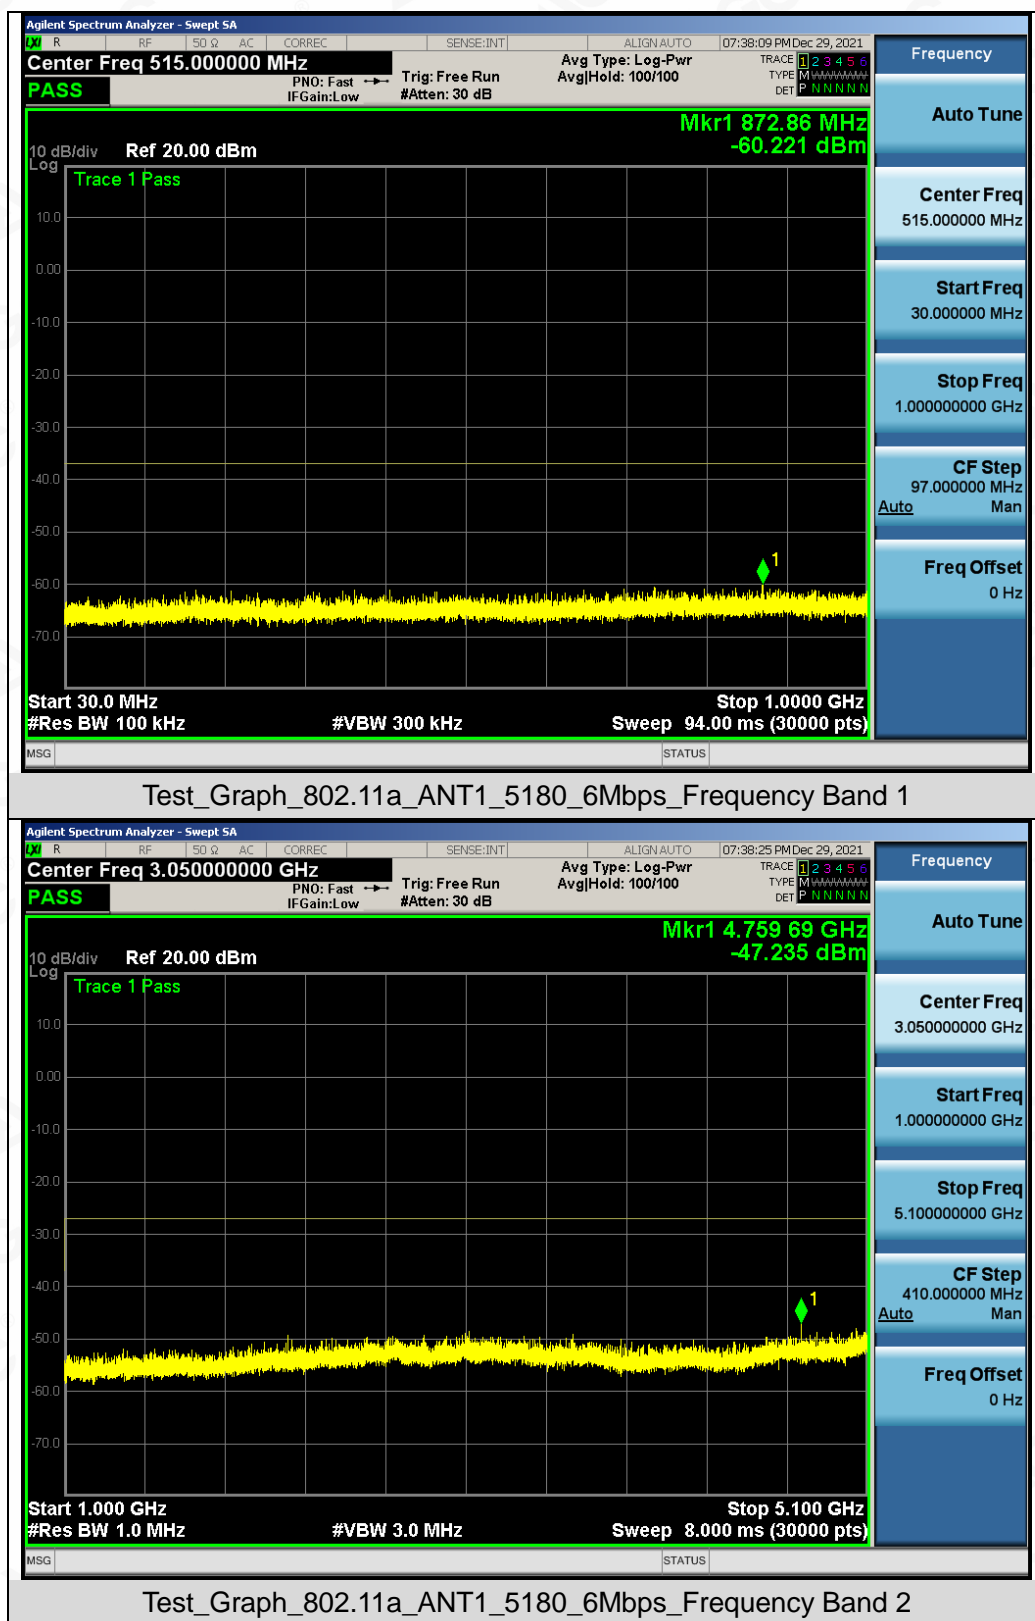 Agilent Spectrum Analyzer - Swept SA
LXI R RF 50 Ω AC CORREC SENSE:INT ALIGN AUTO 07:38:09 PM Dec 29, 2021
Center Freq 515.000000 MHz
PASS
PNO: Fast
IFGain:Low
Trig: Free Run
#Atten: 30 dB
Avg Type: Log-Pwr
Avg|Hold: 100/100
TRACE 1 2 3 4 5 6
TYPE M
DET P N N N N N
Mkr1 872.86 MHz
-60.221 dBm
10 dB/div Ref 20.00 dBm
Log
Trace 1 Pass
10.0
0.00
-10.0
-20.0
-30.0
-40.0
-50.0
-60.0
-70.0
1
Start 30.0 MHz Stop 1.0000 GHz
#Res BW 100 kHz #VBW 300 kHz Sweep 94.00 ms (30000 pts)
MSG STATUS
Frequency
Auto Tune
Center Freq
515.000000 MHz
Start Freq
30.000000 MHz
Stop Freq
1.000000000 GHz
CF Step
97.000000 MHz
Auto Man
Freq Offset
0 Hz
Test_Graph_802.11a_ANT1_5180_6Mbps_Frequency Band 1
Agilent Spectrum Analyzer - Swept SA
LXI R RF 50 Ω AC CORREC SENSE:INT ALIGN AUTO 07:38:25 PM Dec 29, 2021
Center Freq 3.050000000 GHz
PASS
PNO: Fast
IFGain:Low
Trig: Free Run
#Atten: 30 dB
Avg Type: Log-Pwr
Avg|Hold: 100/100
TRACE 1 2 3 4 5 6
TYPE M
DET P N N N N N
Mkr1 4.759 69 GHz
-47.235 dBm
10 dB/div Ref 20.00 dBm
Log
Trace 1 Pass
10.0
0.00
-10.0
-20.0
-30.0
-40.0
-50.0
-60.0
-70.0
1
Start 1.000 GHz Stop 5.100 GHz
#Res BW 1.0 MHz #VBW 3.0 MHz Sweep 8.000 ms (30000 pts)
MSG STATUS
Frequency
Auto Tune
Center Freq
3.050000000 GHz
Start Freq
1.000000000 GHz
Stop Freq
5.100000000 GHz
CF Step
410.000000 MHz
Auto Man
Freq Offset
0 Hz
Test_Graph_802.11a_ANT1_5180_6Mbps_Frequency Band 2